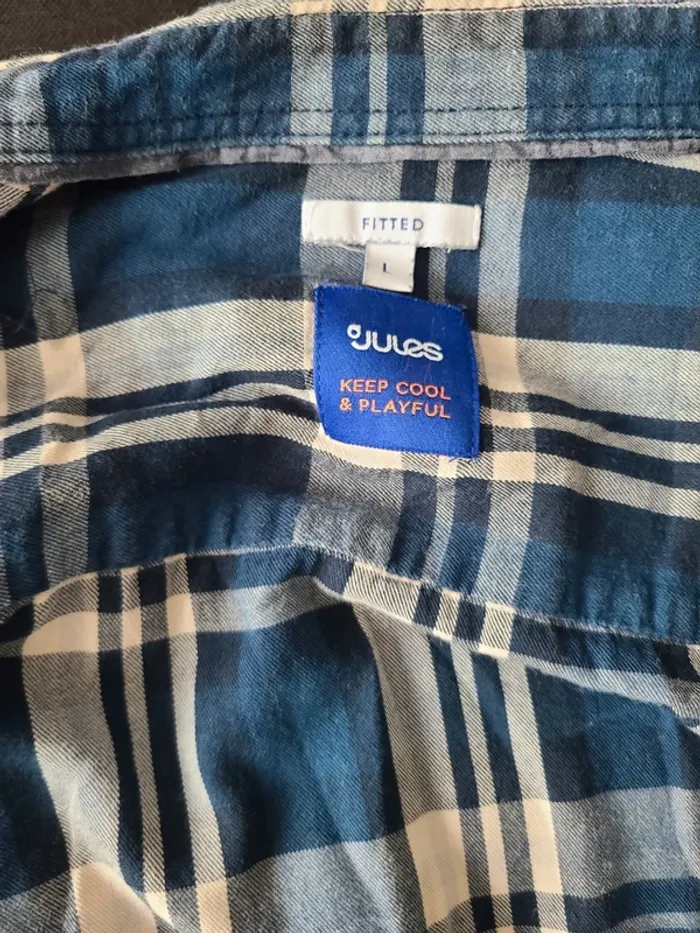 FITTED
L
JULES
KEEP COOL
& PLAYFUL